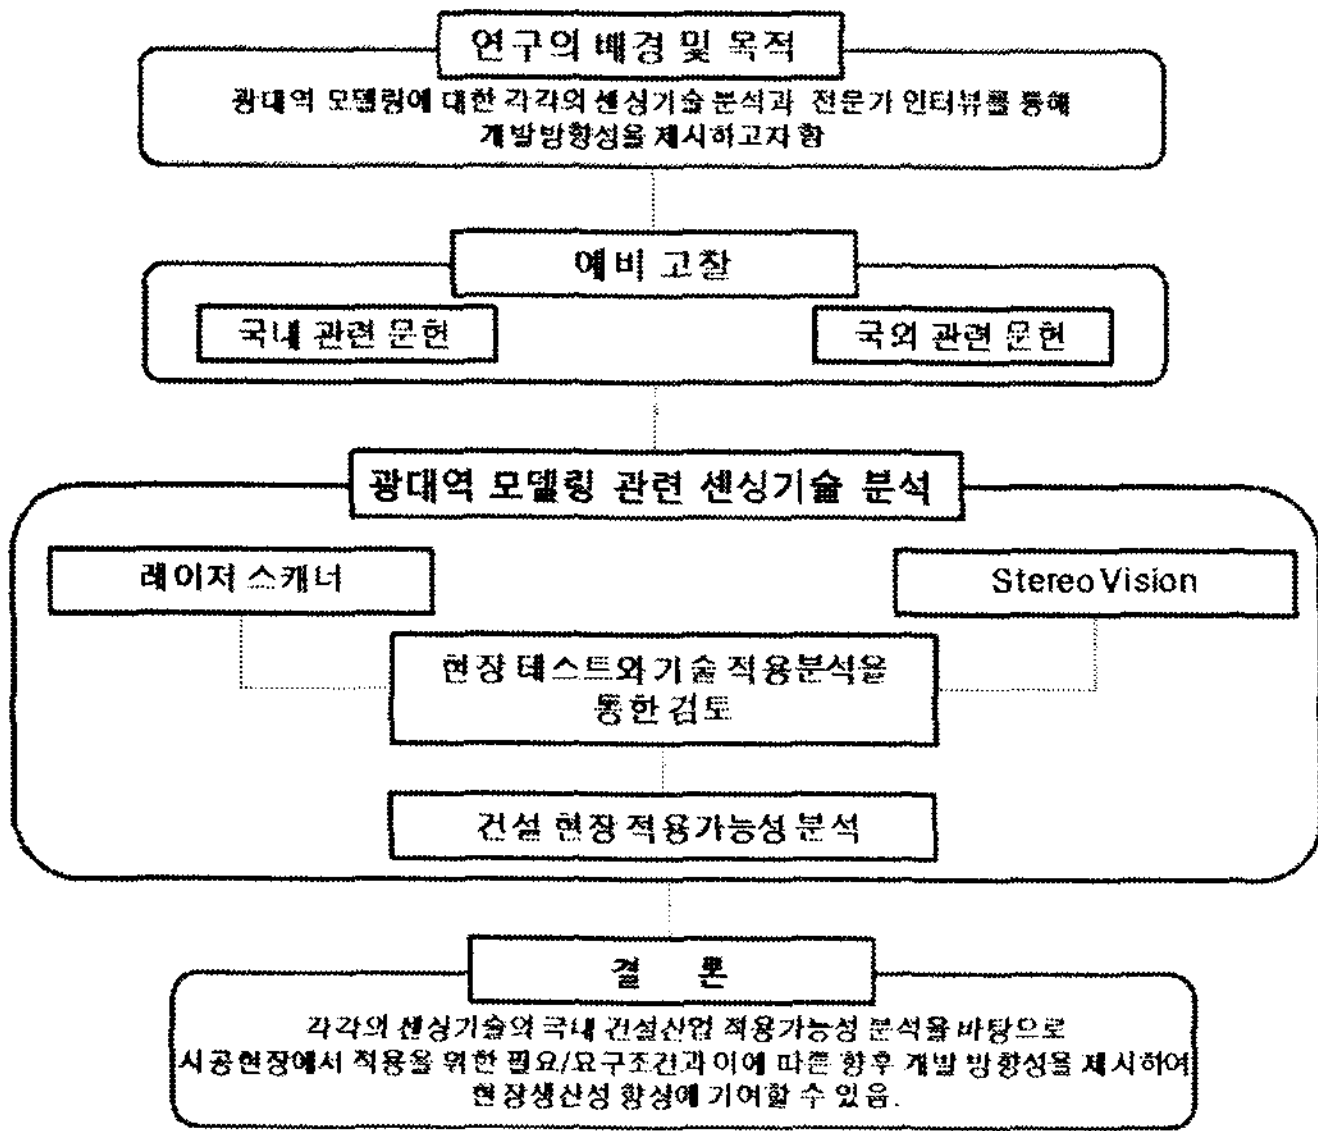 연구의 배경 및 목적
광대역 모델링에 대한 각각의 센싱기술 분석과 전문가 인터뷰를 통해
개발방향성을 제시하고자 함
예비 고찰
국내 관련 문헌
국외 관련 문헌
광대역 모델링 관련 센싱기술 분석
레이저 스캐너
Stereo Vision
현장 테스트와 기술 적용분석을
통한 검토
건설 현장 적용가능성 분석
결 론
각각의 센싱기술의 국내 건설산업 적용가능성 분석을 바탕으로
시공현장에서 적용을 위한 필요/요구조건과 이에 따른 향후 개발 방향성을 제시하여
현장생산성 향상에 기여할 수 있음.